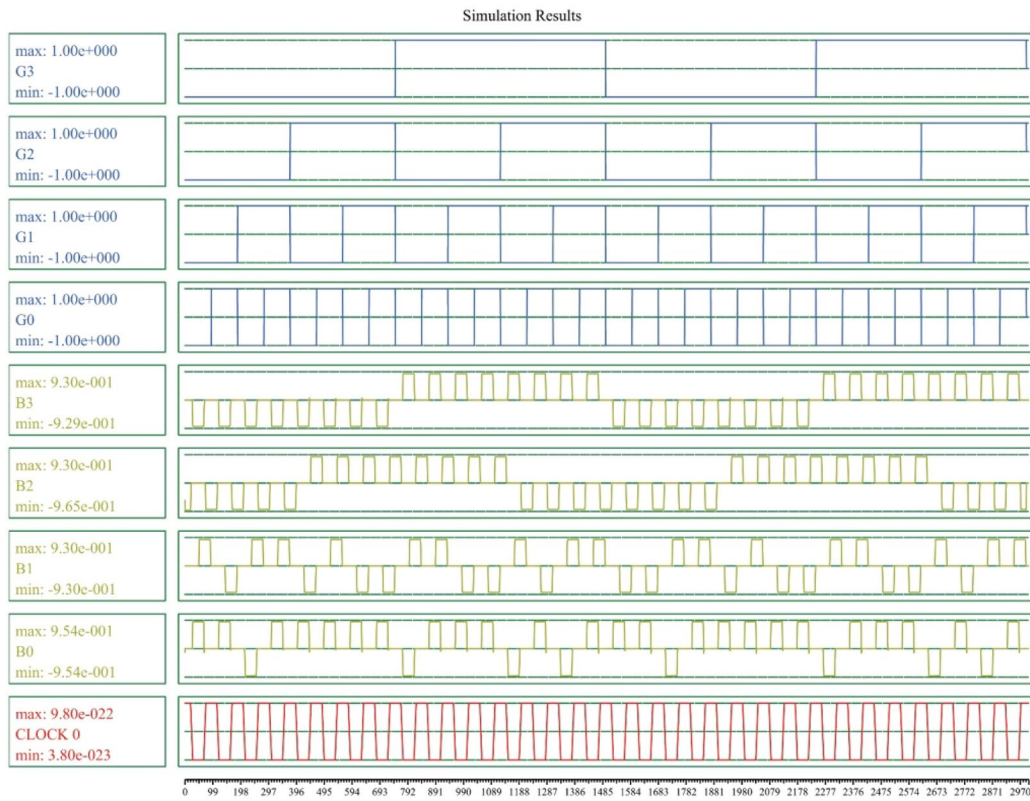 Simulation Results
max: 1.00e+000
G3
min: -1.00e+000
max: 1.00e+000
G2
min: -1.00e+000
max: 1.00e+000
G1
min: -1.00e+000
max: 1.00e+000
G0
min: -1.00e+000
max: 9.30e-001
B3
min: -9.29e-001
max: 9.30e-001
B2
min: -9.65e-001
max: 9.30e-001
B1
min: -9.30e-001
max: 9.54e-001
B0
min: -9.54e-001
max: 9.80e-022
CLOCK 0
min: 3.80e-023
0 99 198 297 396 495 594 693 792 891 990 1089 1188 1287 1386 1485 1584 1683 1782 1881 1980 2079 2178 2277 2376 2475 2574 2673 2772 2871 2970